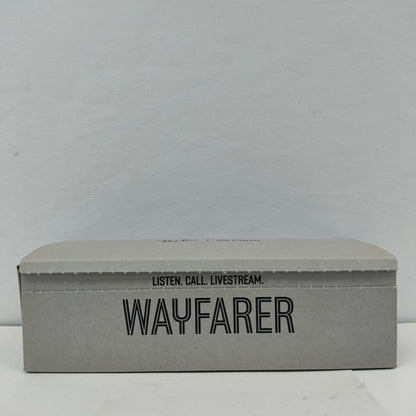 LISTEN. CALL. LIVESTREAM.
WAYFARER